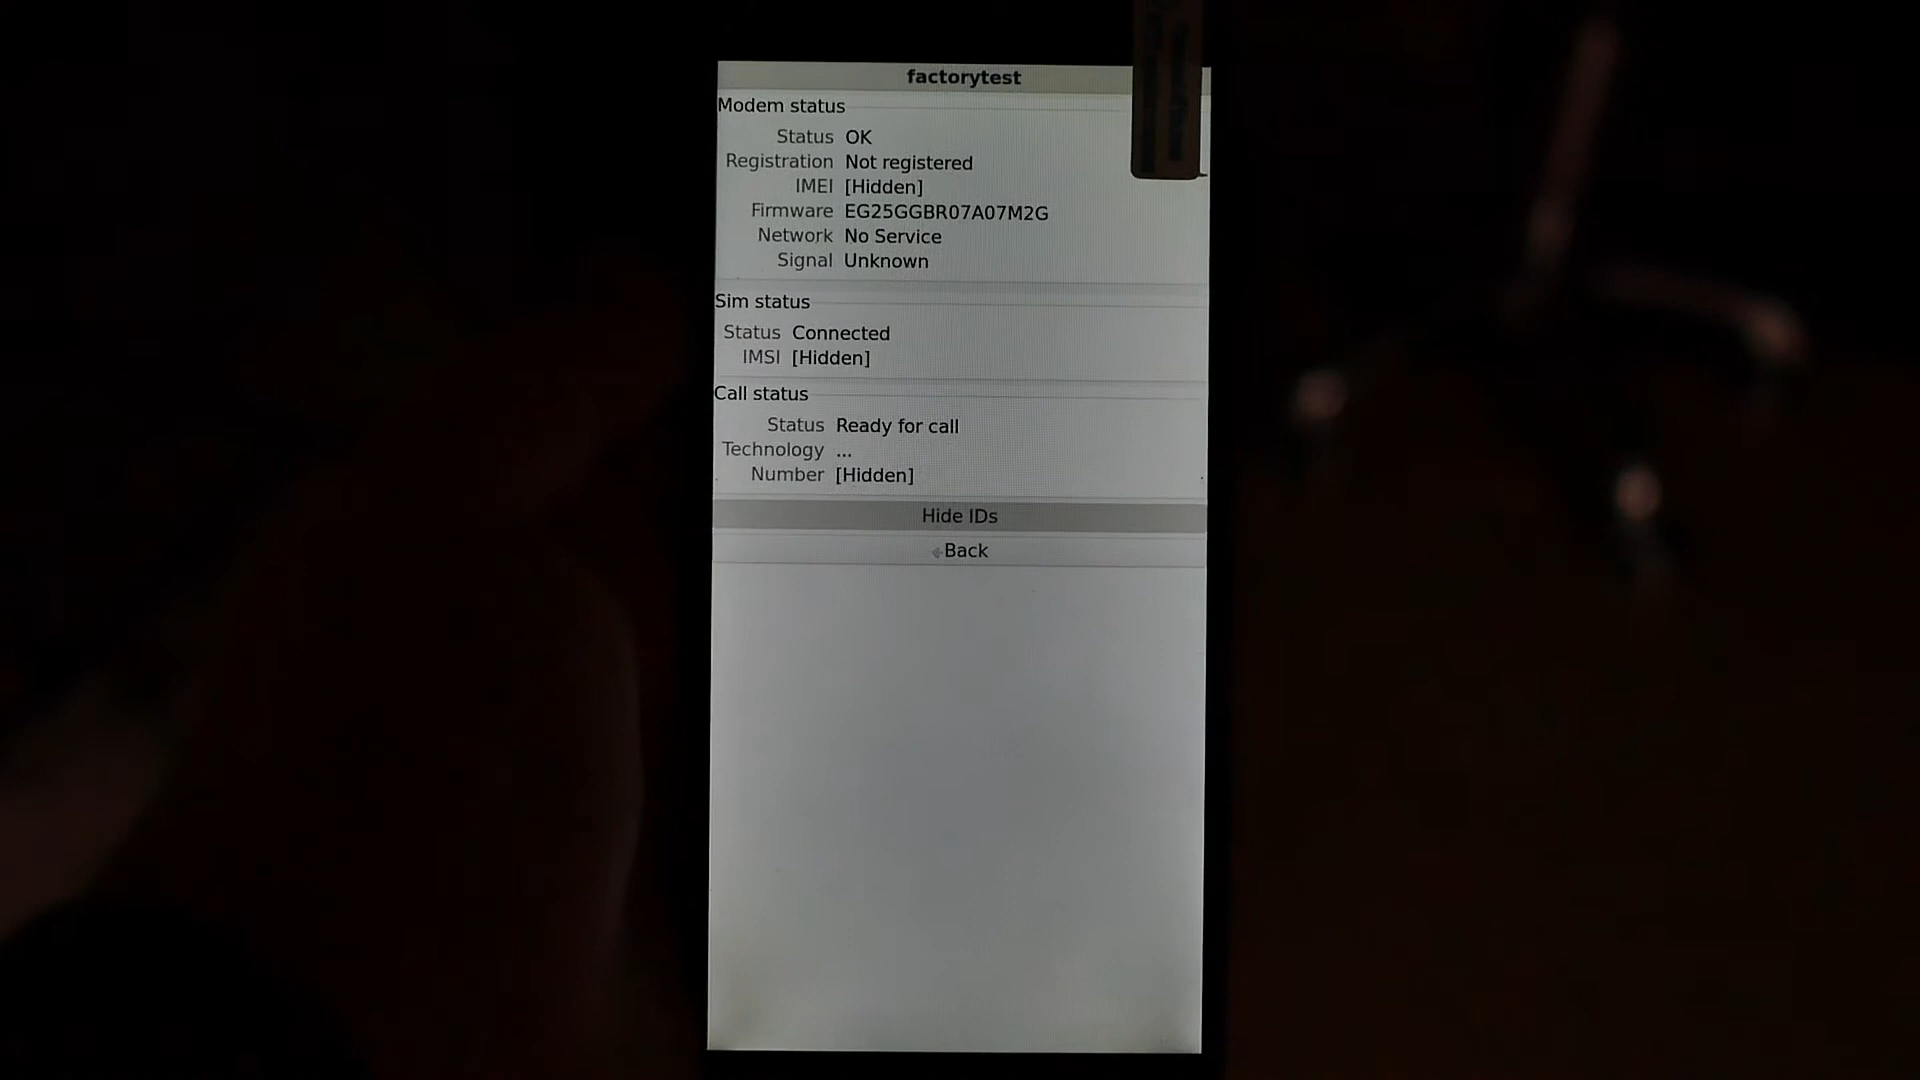 factorytest
Modem status
Status OK
Registration Not registered
IMEI [Hidden]
Firmware EG25GGBR07A07M2G
Network No Service
Signal Unknown
Sim status
Status Connected
IMSI [Hidden]
Call status
Status Ready for call
Technology ...
Number [Hidden]
Hide IDs
Back